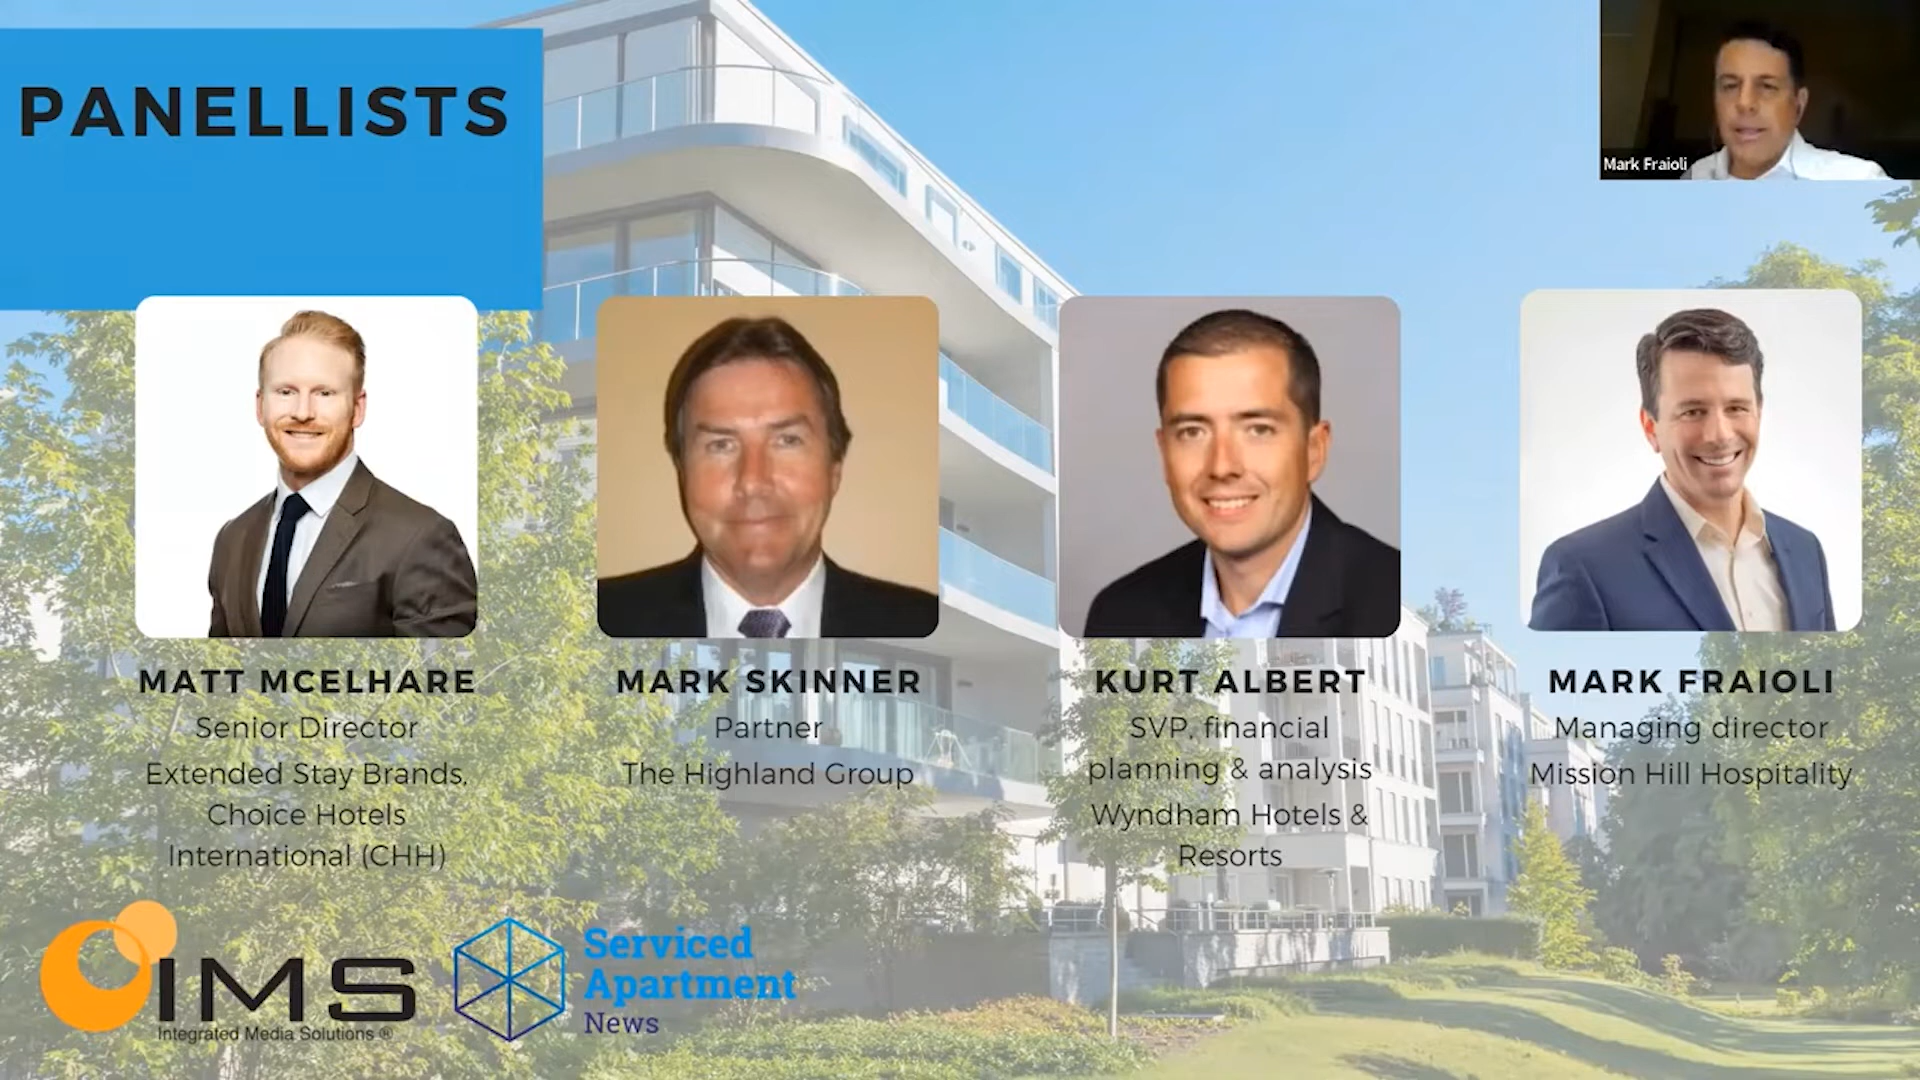 PANELLISTS
Mark Fraioli
MATT MCELHARE
Senior Director
Extended Stay Brands,
Choice Hotels
International (CHH)
MARK SKINNER
Partner
The Highland Group
KURT ALBERT
SVP, financial
planning & analysis
Wyndham Hotels &
Resorts
MARK FRAIOLI
Managing director
Mission Hill Hospitality
IMS
Integrated Media Solutions ®
Serviced
Apartment
News